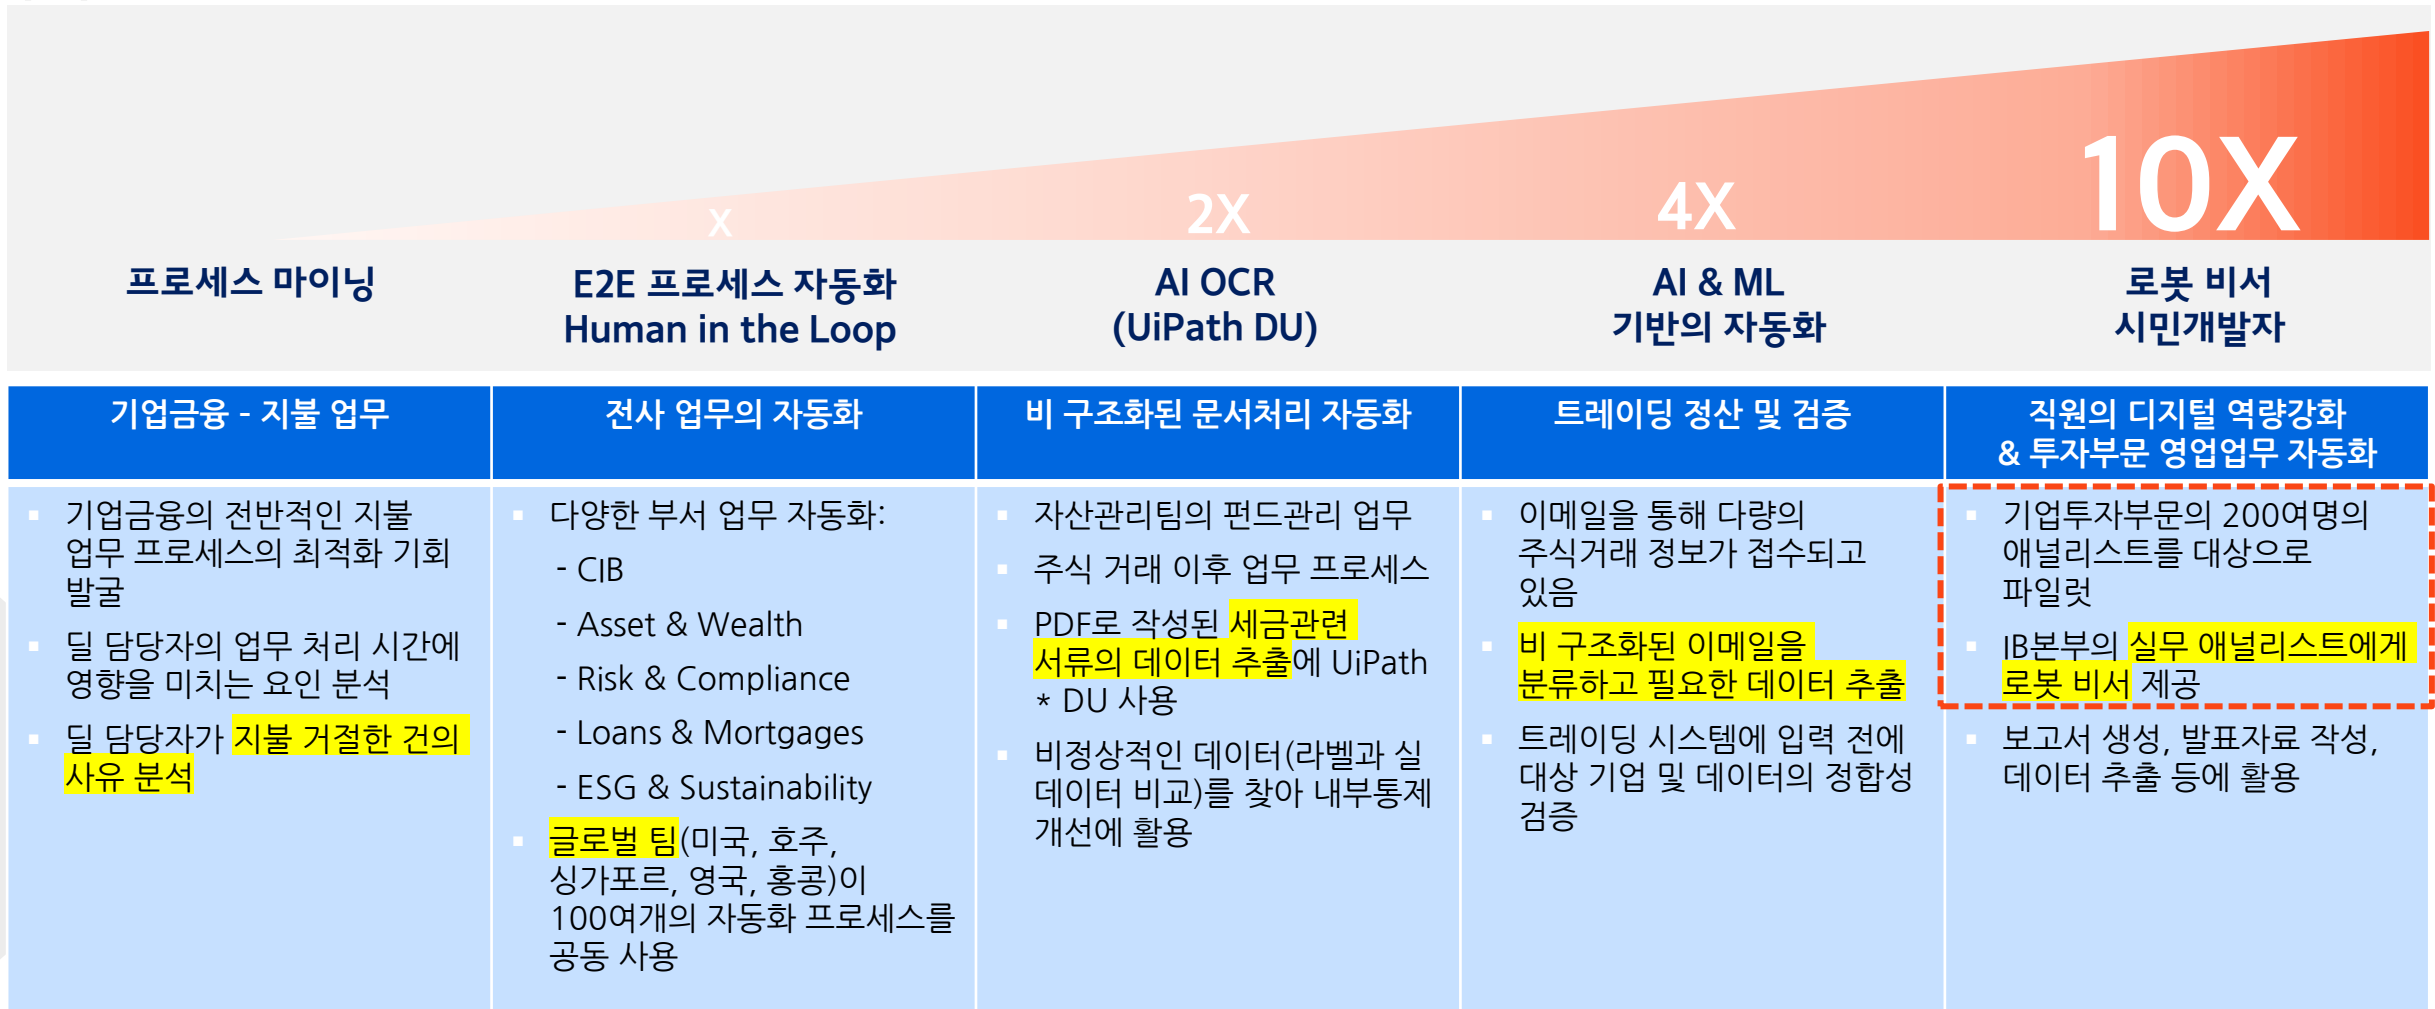 X
2X
4X
10X
프로세스 마이닝
E2E 프로세스 자동화
Human in the Loop
AI OCR
(UiPath DU)
AI & ML
기반의 자동화
로봇 비서
시민개발자
기업금융 - 지불 업무
전사 업무의 자동화
비 구조화된 문서처리 자동화
트레이딩 정산 및 검증
직원의 디지털 역량강화
& 투자부문 영업업무 자동화
기업금융의 전반적인 지불
업무 프로세스의 최적화 기회
발굴
딜 담당자의 업무 처리 시간에
영향을 미치는 요인 분석
딜 담당자가 지불 거절한 건의
사유 분석
다양한 부서 업무 자동화:
- CIB
- Asset & Wealth
- Risk & Compliance
- Loans & Mortgages
- ESG & Sustainability
글로벌 팀(미국, 호주,
싱가포르, 영국, 홍콩)이
100여개의 자동화 프로세스를
공동 사용
자산관리팀의 펀드관리 업무
주식 거래 이후 업무 프로세스
PDF로 작성된 세금관련
서류의 데이터 추출에 UiPath
* DU 사용
비정상적인 데이터(라벨과 실
데이터 비교)를 찾아 내부통제
개선에 활용
이메일을 통해 다량의
주식거래 정보가 접수되고
있음
비 구조화된 이메일을
분류하고 필요한 데이터 추출
트레이딩 시스템에 입력 전에
대상 기업 및 데이터의 정합성
검증
기업투자부문의 200여명의
애널리스트를 대상으로
파일럿
IB본부의 실무 애널리스트에게
로봇 비서 제공
보고서 생성, 발표자료 작성,
데이터 추출 등에 활용